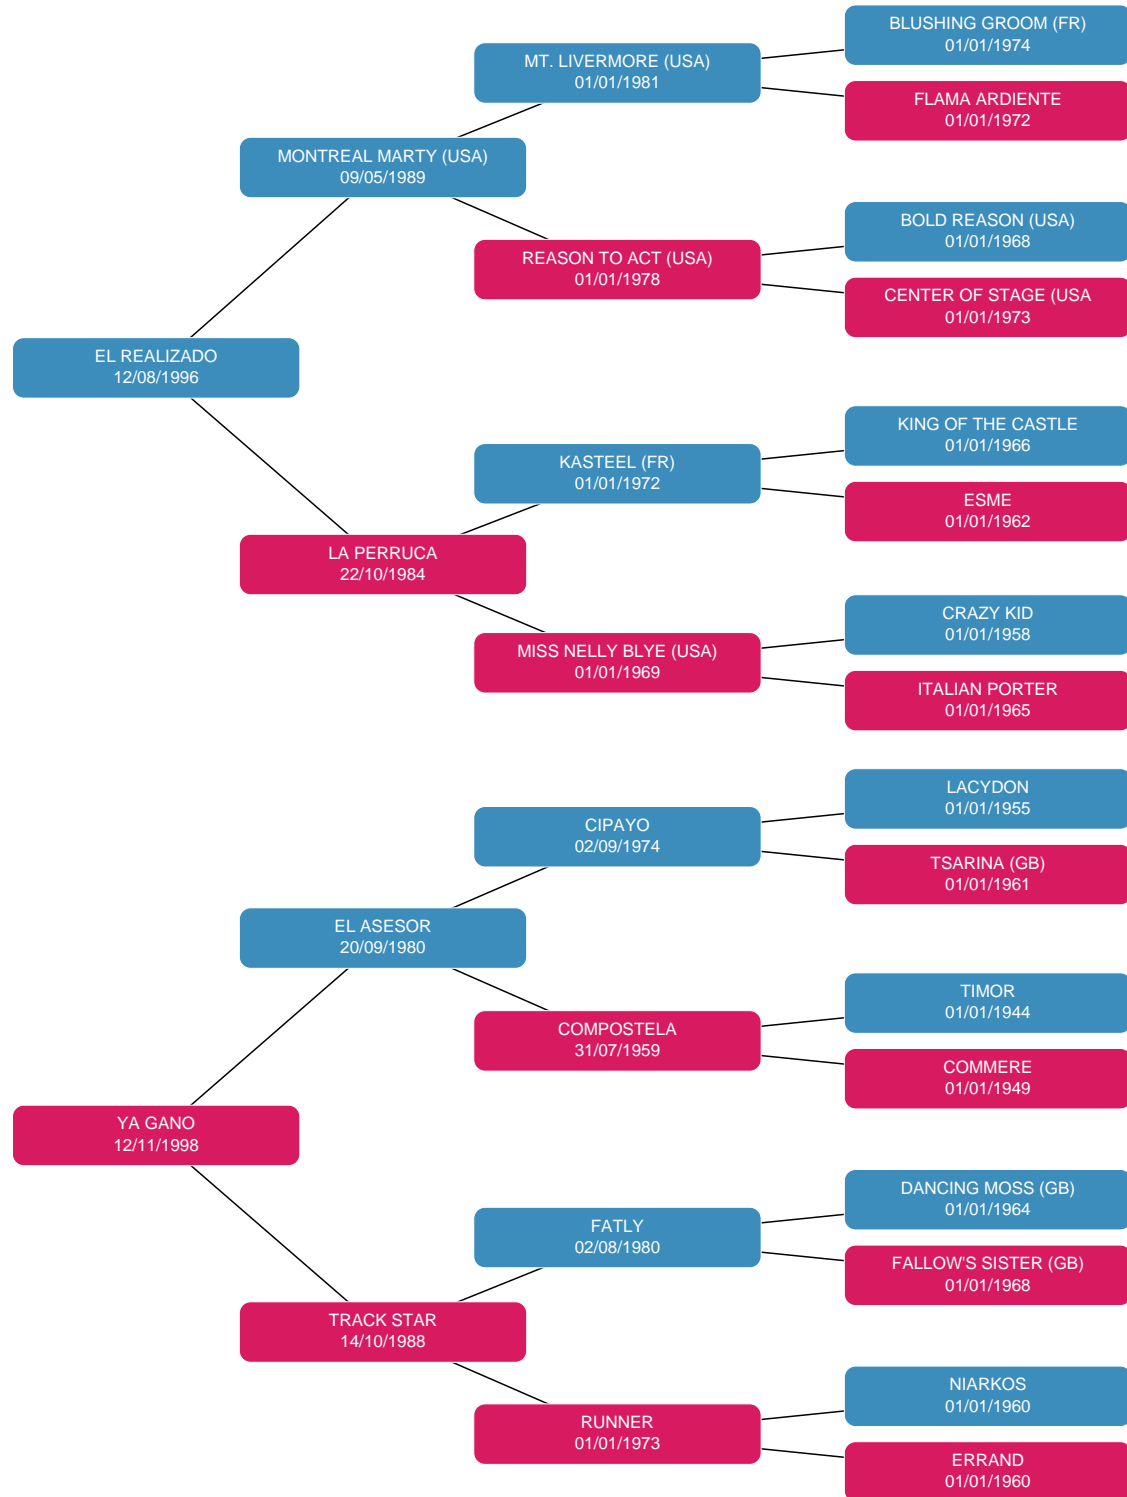 BLUSHING GROOM (FR)
01/01/1974
MT. LIVERMORE (USA)
01/01/1981
FLAMA ARDIENTE
01/01/1972
MONTREAL MARTY (USA)
09/05/1989
BOLD REASON (USA)
01/01/1968
REASON TO ACT (USA)
01/01/1978
CENTER OF STAGE (USA
01/01/1973
EL REALIZADO
12/08/1996
KING OF THE CASTLE
01/01/1966
KASTEEL (FR)
01/01/1972
ESME
01/01/1962
LA PERRUCA
22/10/1984
CRAZY KID
01/01/1958
MISS NELLY BLYE (USA)
01/01/1969
ITALIAN PORTER
01/01/1965
LACYDON
01/01/1955
CIPAYO
02/09/1974
TSARINA (GB)
01/01/1961
EL ASESOR
20/09/1980
TIMOR
01/01/1944
COMPOSTELA
31/07/1959
COMMERE
01/01/1949
YA GANO
12/11/1998
DANCING MOSS (GB)
01/01/1964
FATLY
02/08/1980
FALLOW'S SISTER (GB)
01/01/1968
TRACK STAR
14/10/1988
NIARKOS
01/01/1960
RUNNER
01/01/1973
ERRAND
01/01/1960